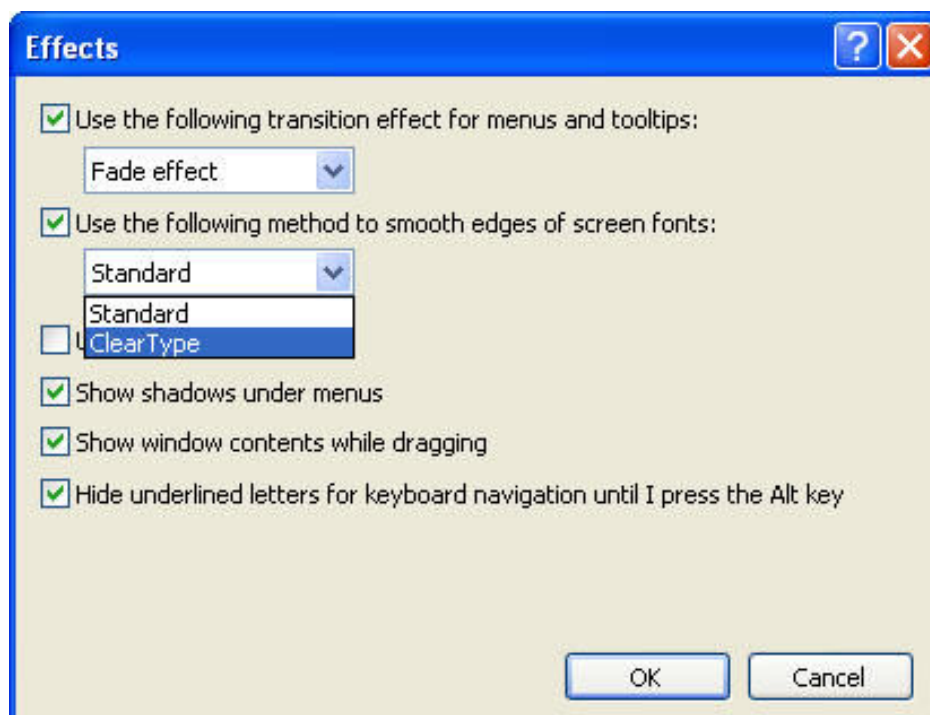 Effects
Use the following transition effect for menus and tooltips:
Fade effect
Use the following method to smooth edges of screen fonts:
Standard
Standard
ClearType
Show shadows under menus
Show window contents while dragging
Hide underlined letters for keyboard navigation until I press the Alt key
OK Cancel